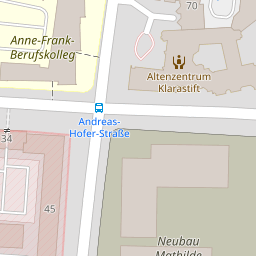 70
Anne-Frank-
Berufskolleg
Altenzentrum
Klarastift
Andreas-
Hofer-Straße
34
45
Neubau
Mathilde